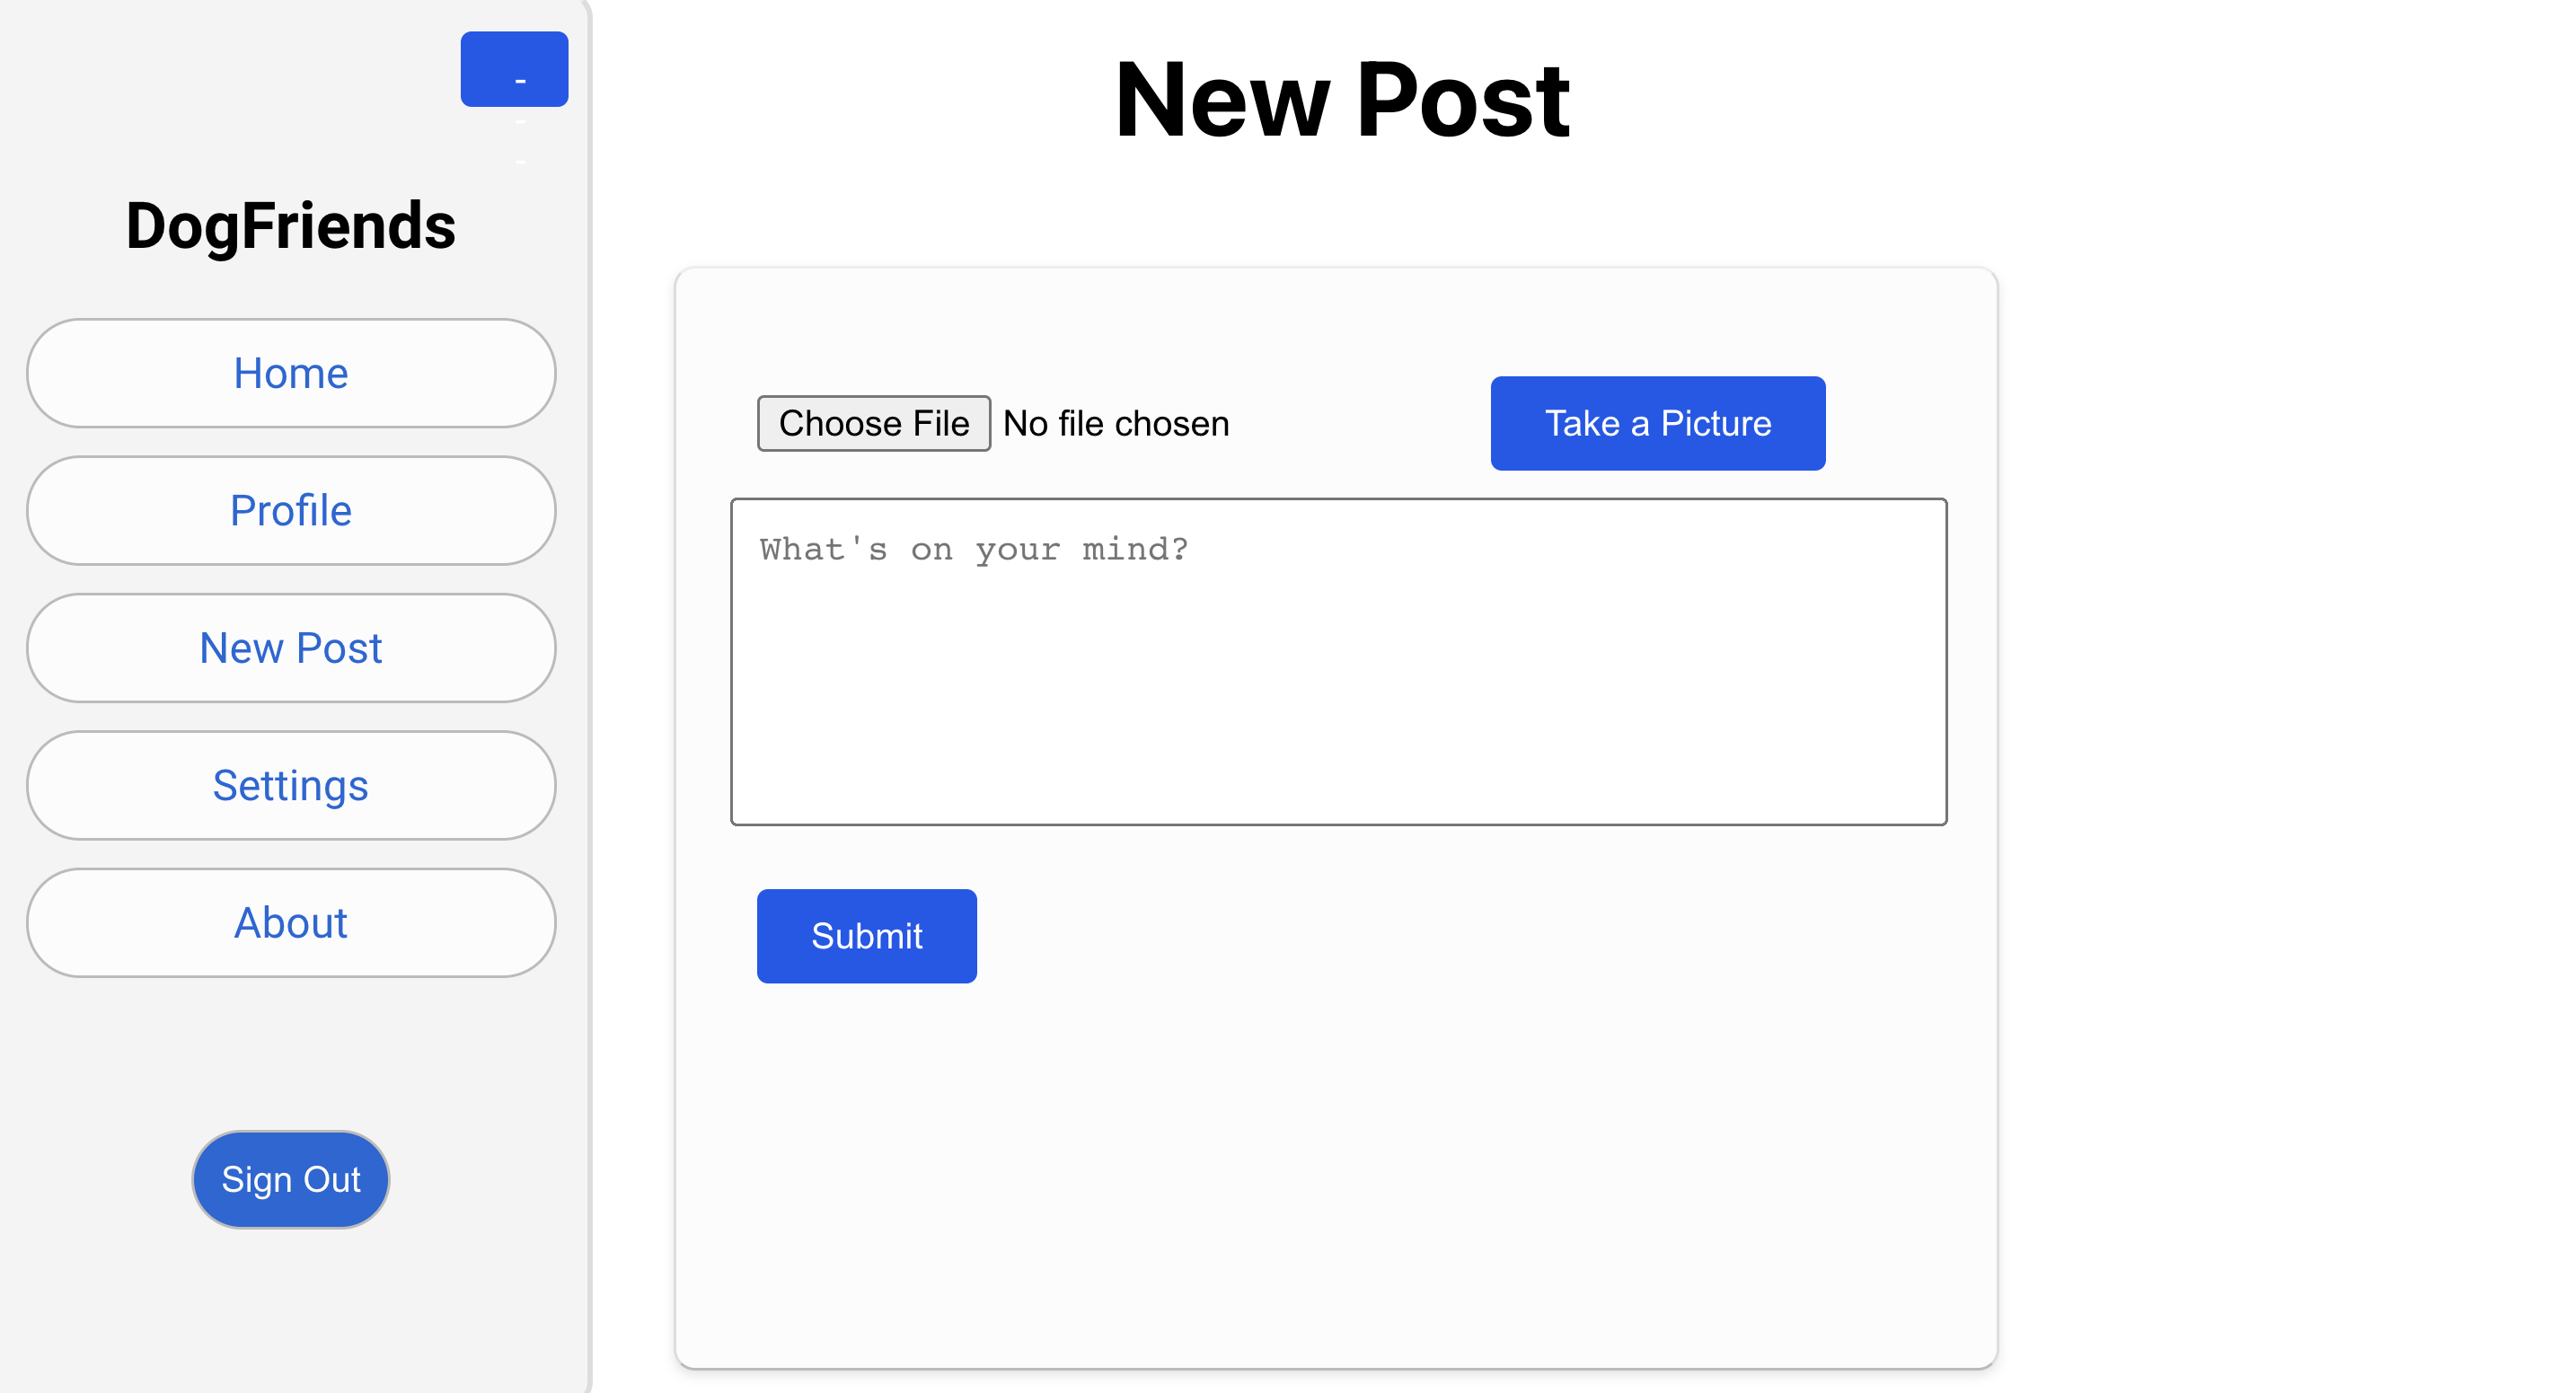 -
-
-
DogFriends
Home
Profile
New Post
Settings
About
Sign Out
New Post
Choose File No file chosen
Take a Picture
What's on your mind?
Submit